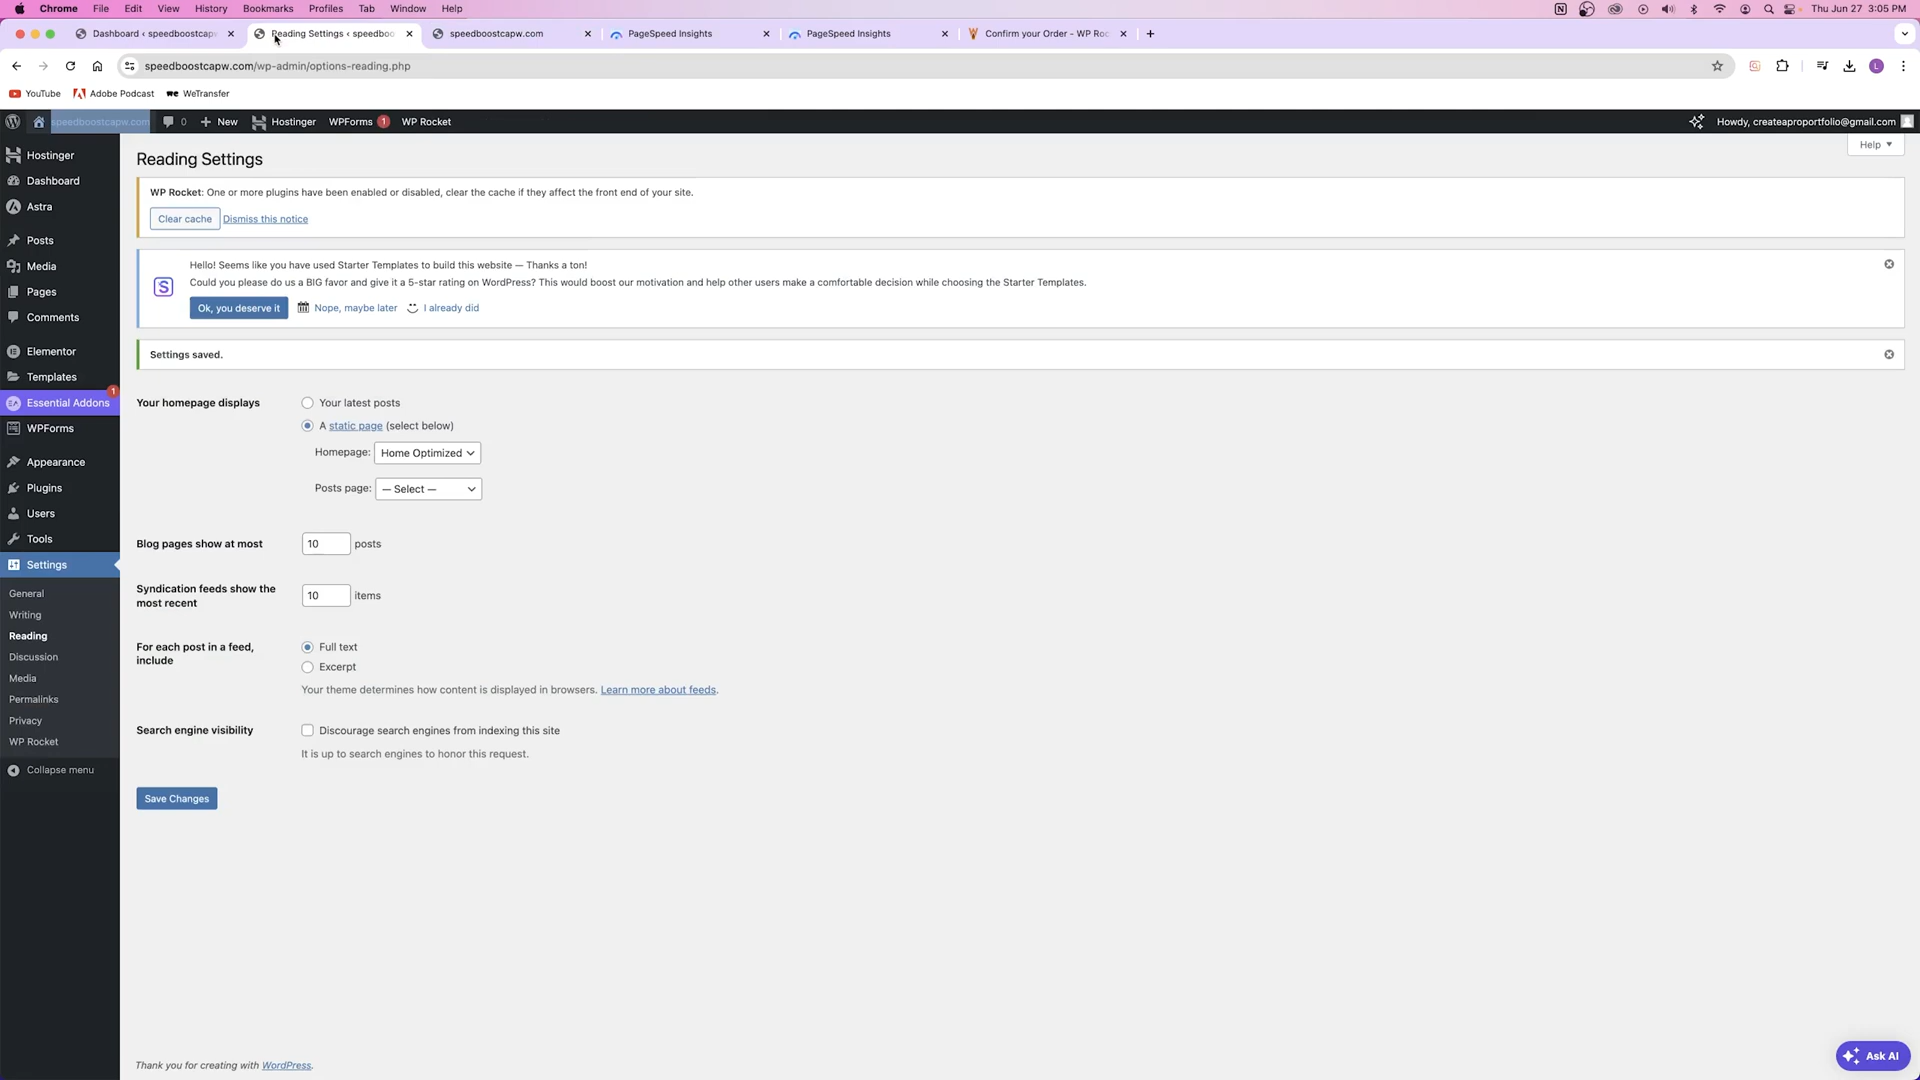 Chrome File Edit View History Bookmarks Profiles Tab Window Help Thu Jun 27 3:05 PM
Dashboard ‹ speedboostcapw Reading Settings ‹ speedboo speedboostcapw.com PageSpeed Insights PageSpeed Insights Confirm your Order - WP Roc
speedboostcapw.com/wp-admin/options-reading.php
YouTube Adobe Podcast WeTransfer
speedboostcapw.com 0 New Hostinger WPForms 1 WP Rocket Howdy, createaproportfolio@gmail.com
Help
Hostinger
Dashboard
Astra
Posts
Media
Pages
Comments
Elementor
Templates
Essential Addons 1
WPForms
Appearance
Plugins
Users
Tools
Settings
General
Writing
Reading
Discussion
Media
Permalinks
Privacy
WP Rocket
Collapse menu
Reading Settings
WP Rocket: One or more plugins have been enabled or disabled, clear the cache if they affect the front end of your site.
Clear cache Dismiss this notice
Hello! Seems like you have used Starter Templates to build this website — Thanks a ton!
Could you please do us a BIG favor and give it a 5-star rating on WordPress? This would boost our motivation and help other users make a comfortable decision while choosing the Starter Templates.
Ok, you deserve it Nope, maybe later I already did
Settings saved.
Your homepage displays
Your latest posts
A static page (select below)
Homepage: Home Optimized
Posts page: — Select —
Blog pages show at most 10 posts
Syndication feeds show the
most recent
10 items
For each post in a feed,
include
Full text
Excerpt
Your theme determines how content is displayed in browsers. Learn more about feeds.
Search engine visibility
Discourage search engines from indexing this site
It is up to search engines to honor this request.
Save Changes
Thank you for creating with WordPress.
Ask AI